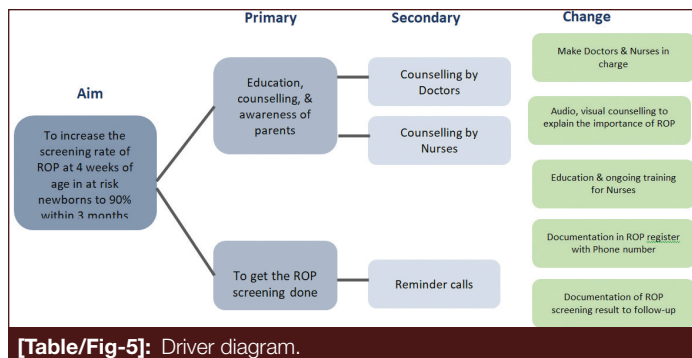 Primary
Secondary
Change
Aim
To increase the
screening rate of
ROP at 4 weeks of
age in at risk
newborns to 90%
within 3 months
Education,
counselling, &
awareness of
parents
To get the ROP
screening done
Counselling by
Doctors
Counselling by
Nurses
Reminder calls
Make Doctors & Nurses in
charge
Audio, visual counselling to
explain the importance of ROP
Education & ongoing training
for Nurses
Documentation in ROP register
with Phone number
Documentation of ROP
screening result to follow-up
[Table/Fig-5]: Driver diagram.